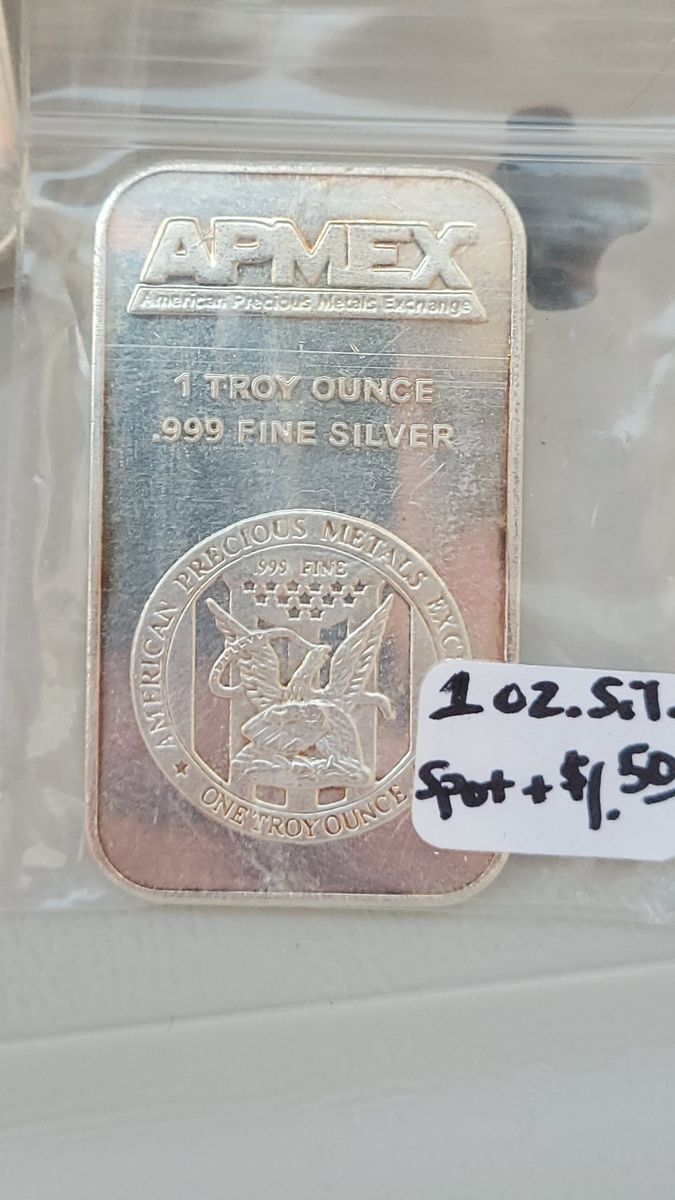 APMEX
American Precious Metals Exchange
1 TROY OUNCE
.999 FINE SILVER
AMERICAN PRECIOUS METALS EXC
.999 FINE
ONE TROY OUNCE
1 oz. Sil.
Spot + $1.50